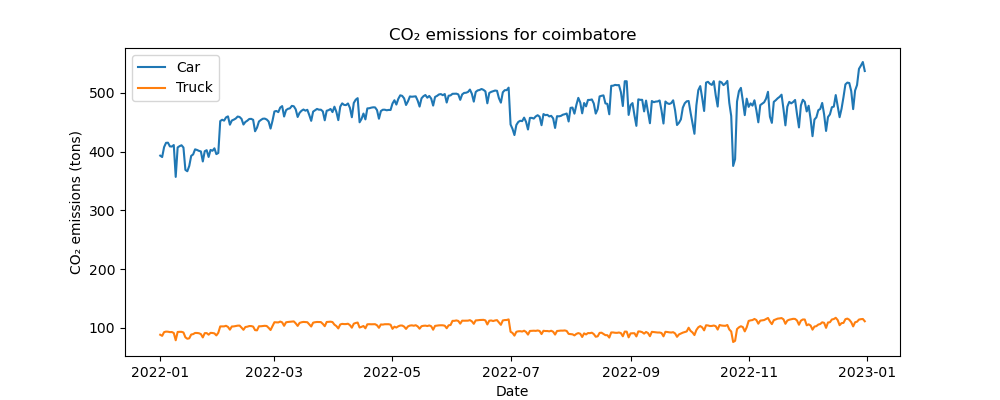 CO₂ emissions for coimbatore
Car
Truck
CO₂ emissions (tons)
500
400
300
200
100
2022-01 2022-03 2022-05 2022-07 2022-09 2022-11 2023-01
Date